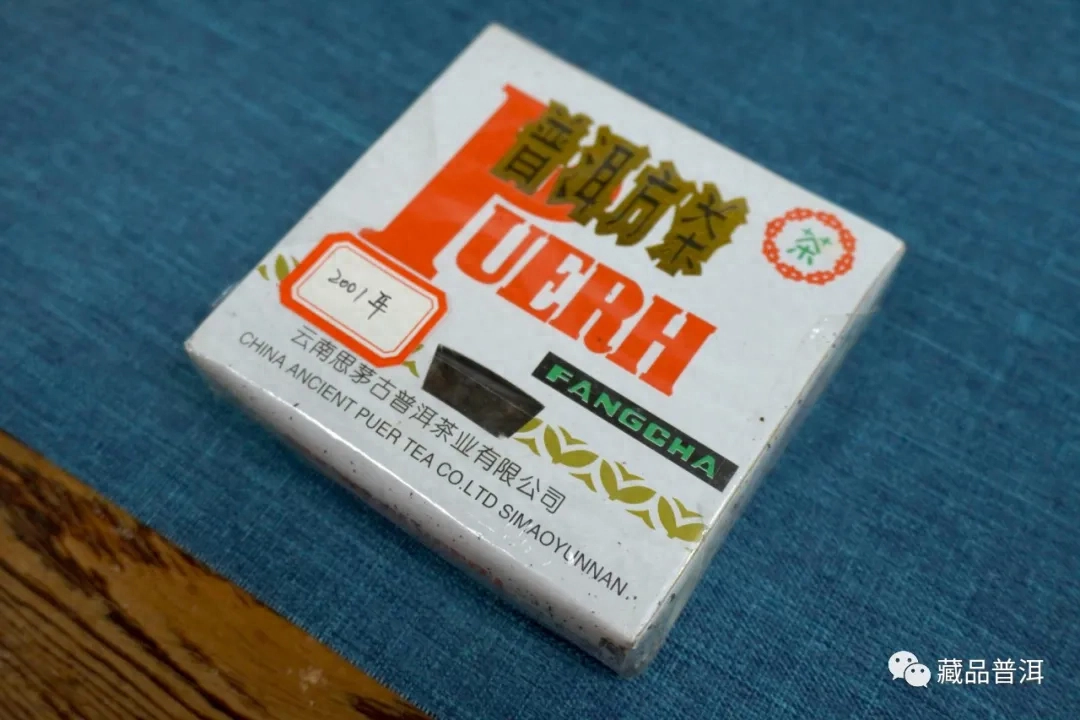 普洱方茶
茶
PUERH
2001年
FANGCHA
云南思茅古普洱茶业有限公司
CHINA ANCIENT PUER TEA CO.LTD SIMAOYUNNAN.
藏品普洱